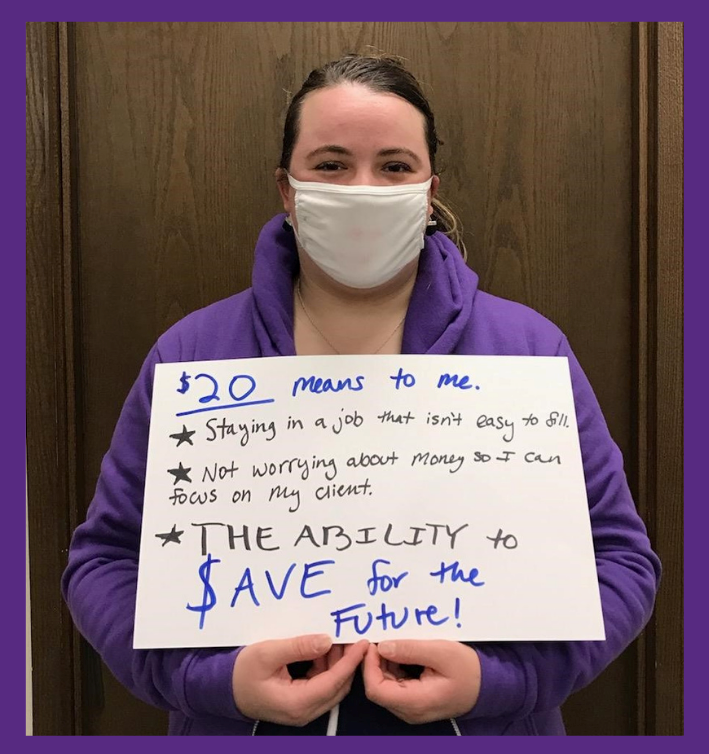 $20 means to me.
★ Staying in a job that isn't easy to fill.
★ Not worrying about money so I can
focus on my client.
★ THE ABILITY to
$AVE for the
Future!